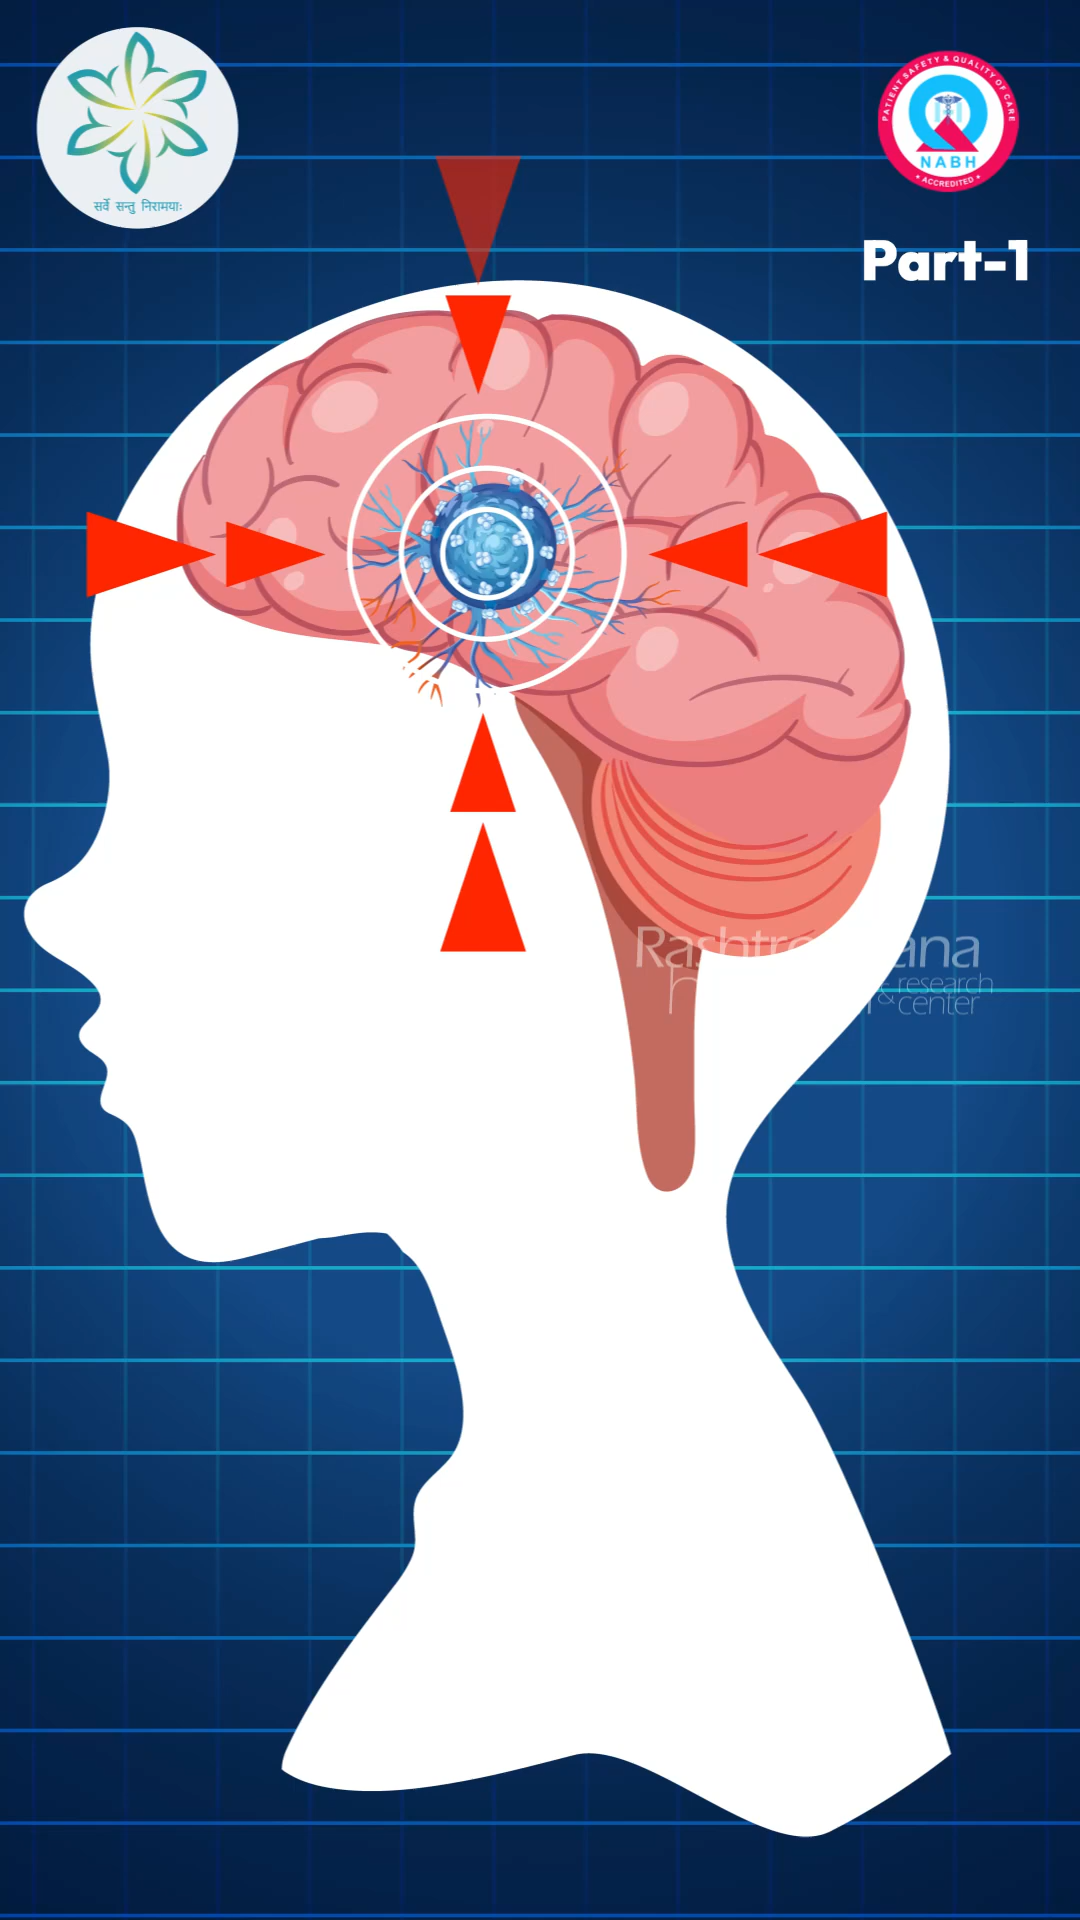 सर्वे सन्तु निरामयाः
PATIENT SAFETY & QUALITY OF CARE
NABH
• ACCREDITED •
Part-1
& research
center